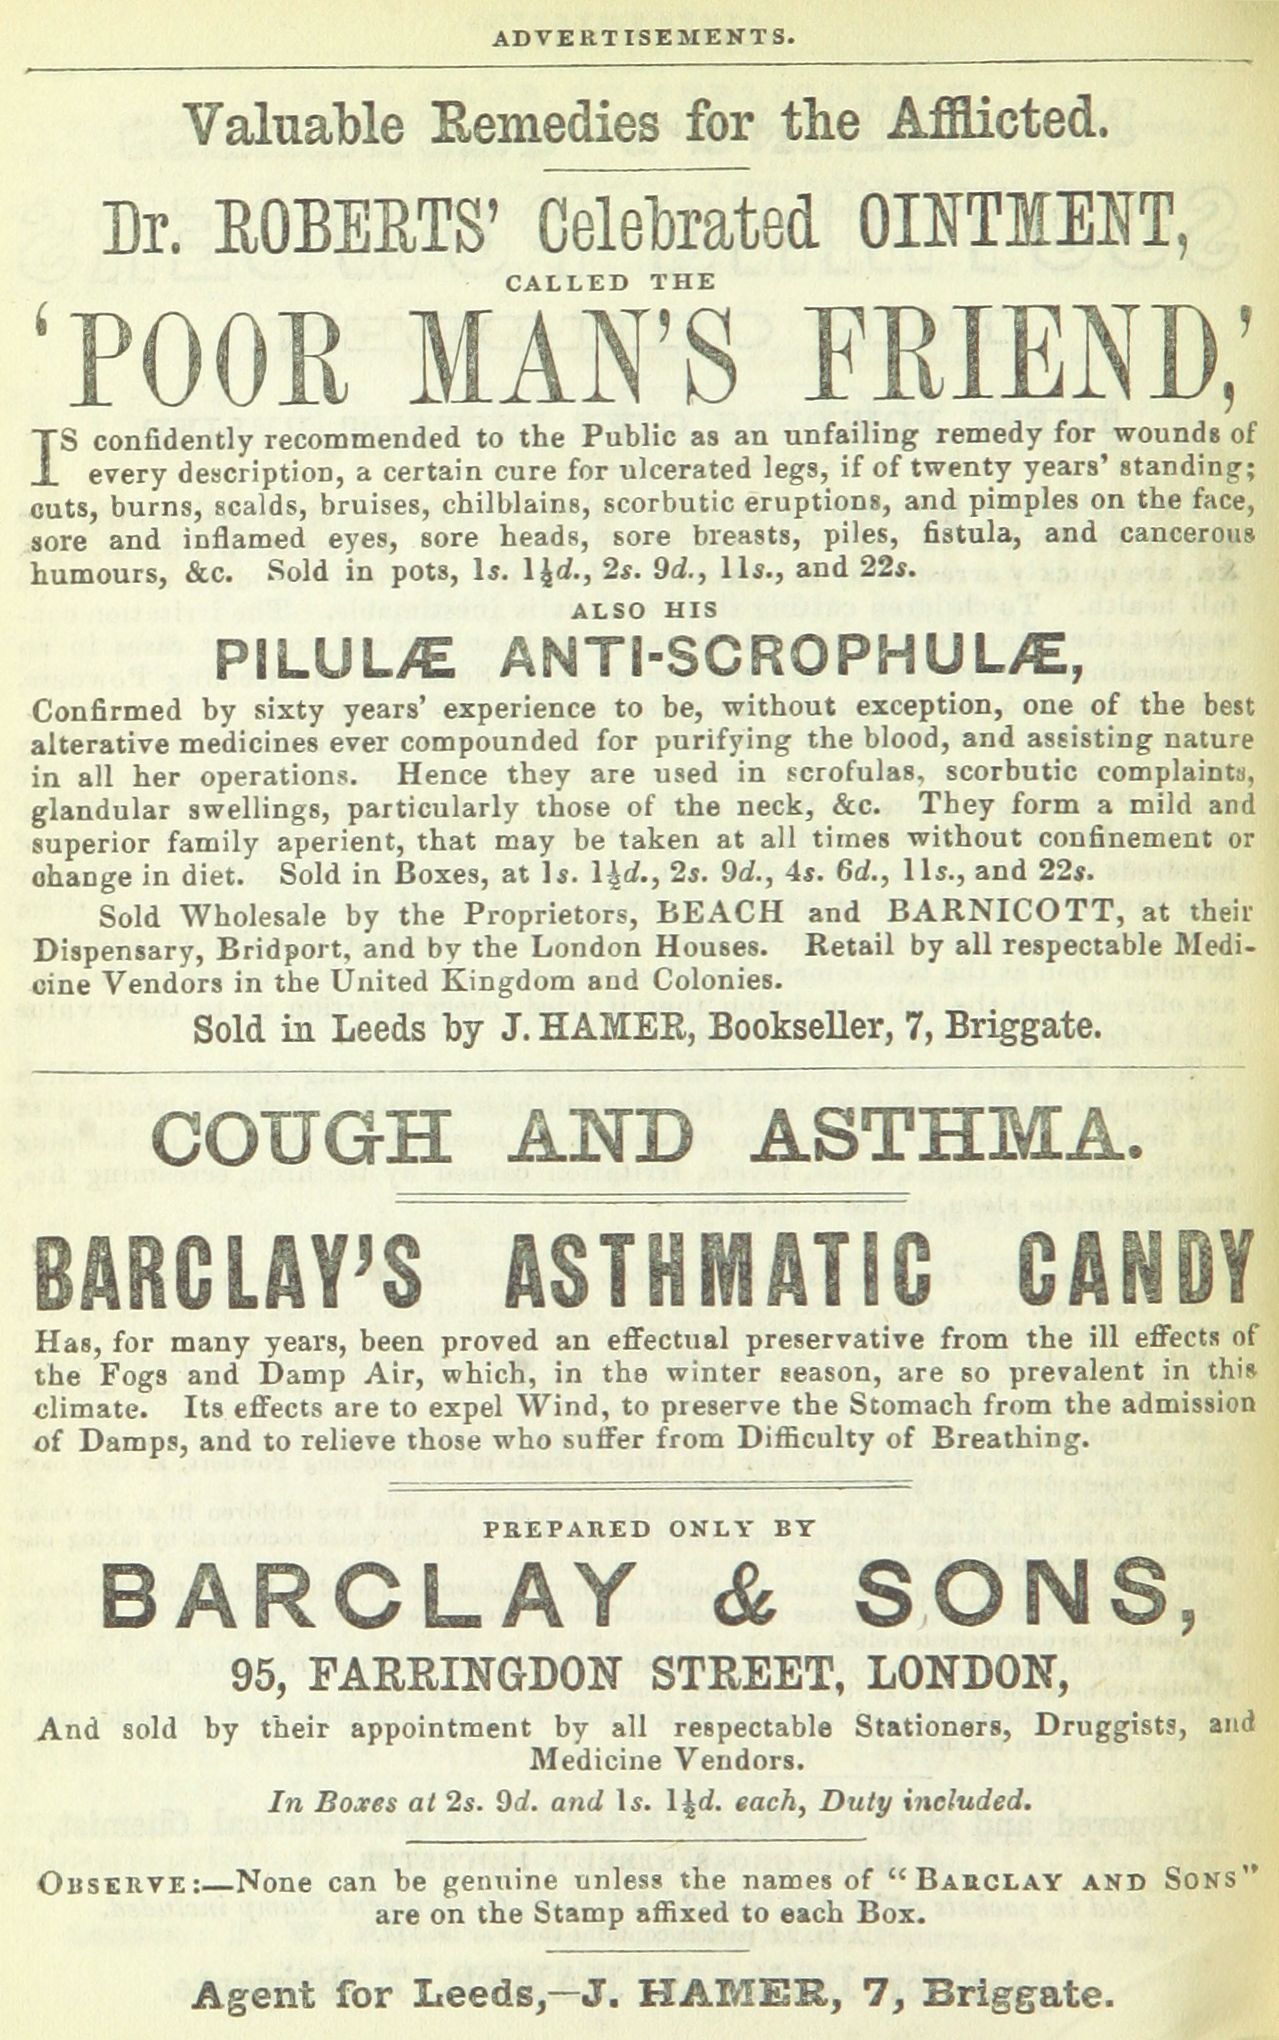 ADVERTISEMENTS.
Valuable Remedies for the Afflicted.
Dr. ROBERTS' Celebrated OINTMENT,
CALLED THE
'POOR MAN'S FRIEND,'
IS confidently recommended to the Public as an unfailing remedy for wounds of
every description, a certain cure for ulcerated legs, if of twenty years' standing;
cuts, burns, scalds, bruises, chilblains, scorbutic eruptions, and pimples on the face,
sore and inflamed eyes, sore heads, sore breasts, piles, fistula, and cancerous
humours, &c. Sold in pots, 1s. 1½d., 2s. 9d., 11s., and 22s.
ALSO HIS
PILULÆ ANTI-SCROPHULÆ,
Confirmed by sixty years' experience to be, without exception, one of the best
alterative medicines ever compounded for purifying the blood, and assisting nature
in all her operations. Hence they are used in scrofulas, scorbutic complaints,
glandular swellings, particularly those of the neck, &c. They form a mild and
superior family aperient, that may be taken at all times without confinement or
change in diet. Sold in Boxes, at 1s. 1½d., 2s. 9d., 4s. 6d., 11s., and 22s.
Sold Wholesale by the Proprietors, BEACH and BARNICOTT, at their
Dispensary, Bridport, and by the London Houses. Retail by all respectable Medi-
cine Vendors in the United Kingdom and Colonies.
Sold in Leeds by J. HAMER, Bookseller, 7, Briggate.
COUGH AND ASTHMA.
BARCLAY'S ASTHMATIC CANDY
Has, for many years, been proved an effectual preservative from the ill effects of
the Fogs and Damp Air, which, in the winter season, are so prevalent in this
climate. Its effects are to expel Wind, to preserve the Stomach from the admission
of Damps, and to relieve those who suffer from Difficulty of Breathing.
PREPARED ONLY BY
BARCLAY & SONS,
95, FARRINGDON STREET, LONDON,
And sold by their appointment by all respectable Stationers, Druggists, and
Medicine Vendors.
In Boxes at 2s. 9d. and 1s. 1½d. each, Duty included.
OBSERVE:—None can be genuine unless the names of "BARCLAY AND SONS"
are on the Stamp affixed to each Box.
Agent for Leeds,—J. HAMER, 7, Briggate.